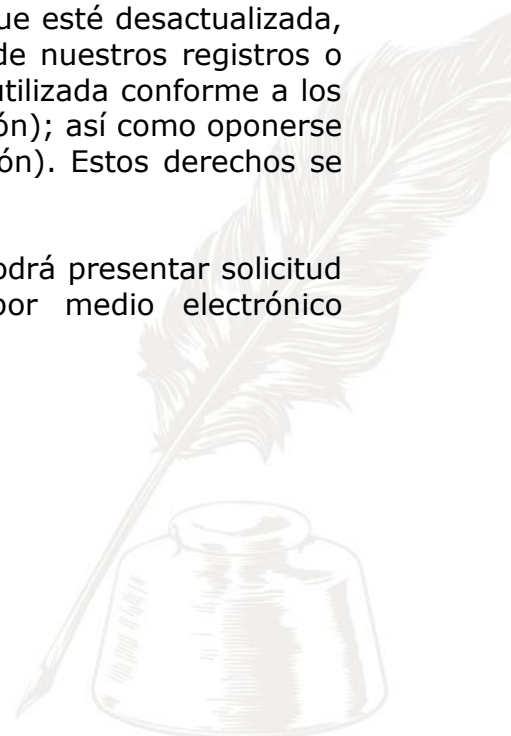 ue esté desactualizada,
de nuestros registros o
utilizada conforme a los
ón); así como oponerse
ón). Estos derechos se
odrá presentar solicitud
por medio electrónico